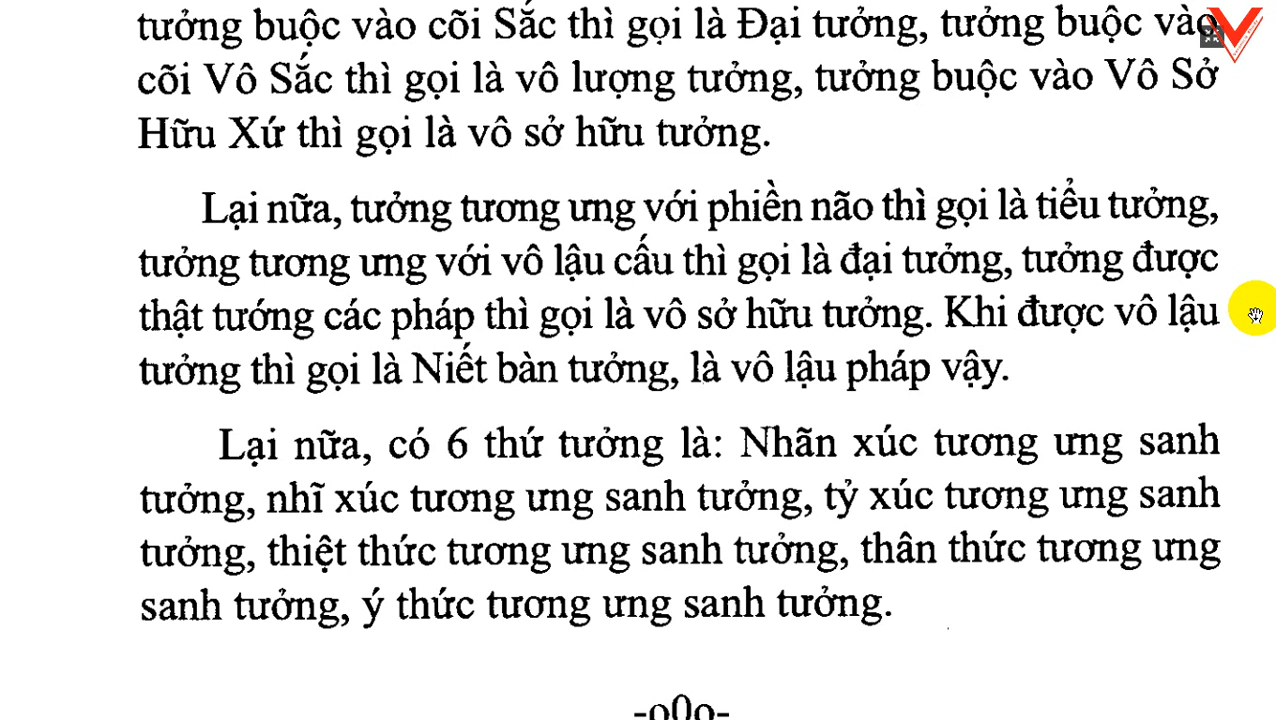 tưởng buộc vào cõi Sắc thì gọi là Đại tưởng, tưởng buộc vào
cõi Vô Sắc thì gọi là vô lượng tưởng, tưởng buộc vào Vô Sở
Hữu Xứ thì gọi là vô sở hữu tưởng.
Lại nữa, tưởng tương ưng với phiền não thì gọi là tiểu tưởng,
tưởng tương ưng với vô lậu cấu thì gọi là đại tưởng, tưởng được
thật tướng các pháp thì gọi là vô sở hữu tưởng. Khi được vô lậu
tưởng thì gọi là Niết bàn tưởng, là vô lậu pháp vậy.
Lại nữa, có 6 thứ tưởng là: Nhãn xúc tương ưng sanh
tưởng, nhĩ xúc tương ưng sanh tưởng, tỷ xúc tương ưng sanh
tưởng, thiệt thức tương ưng sanh tưởng, thân thức tương ưng
sanh tưởng, ý thức tương ưng sanh tưởng.
-o0o-